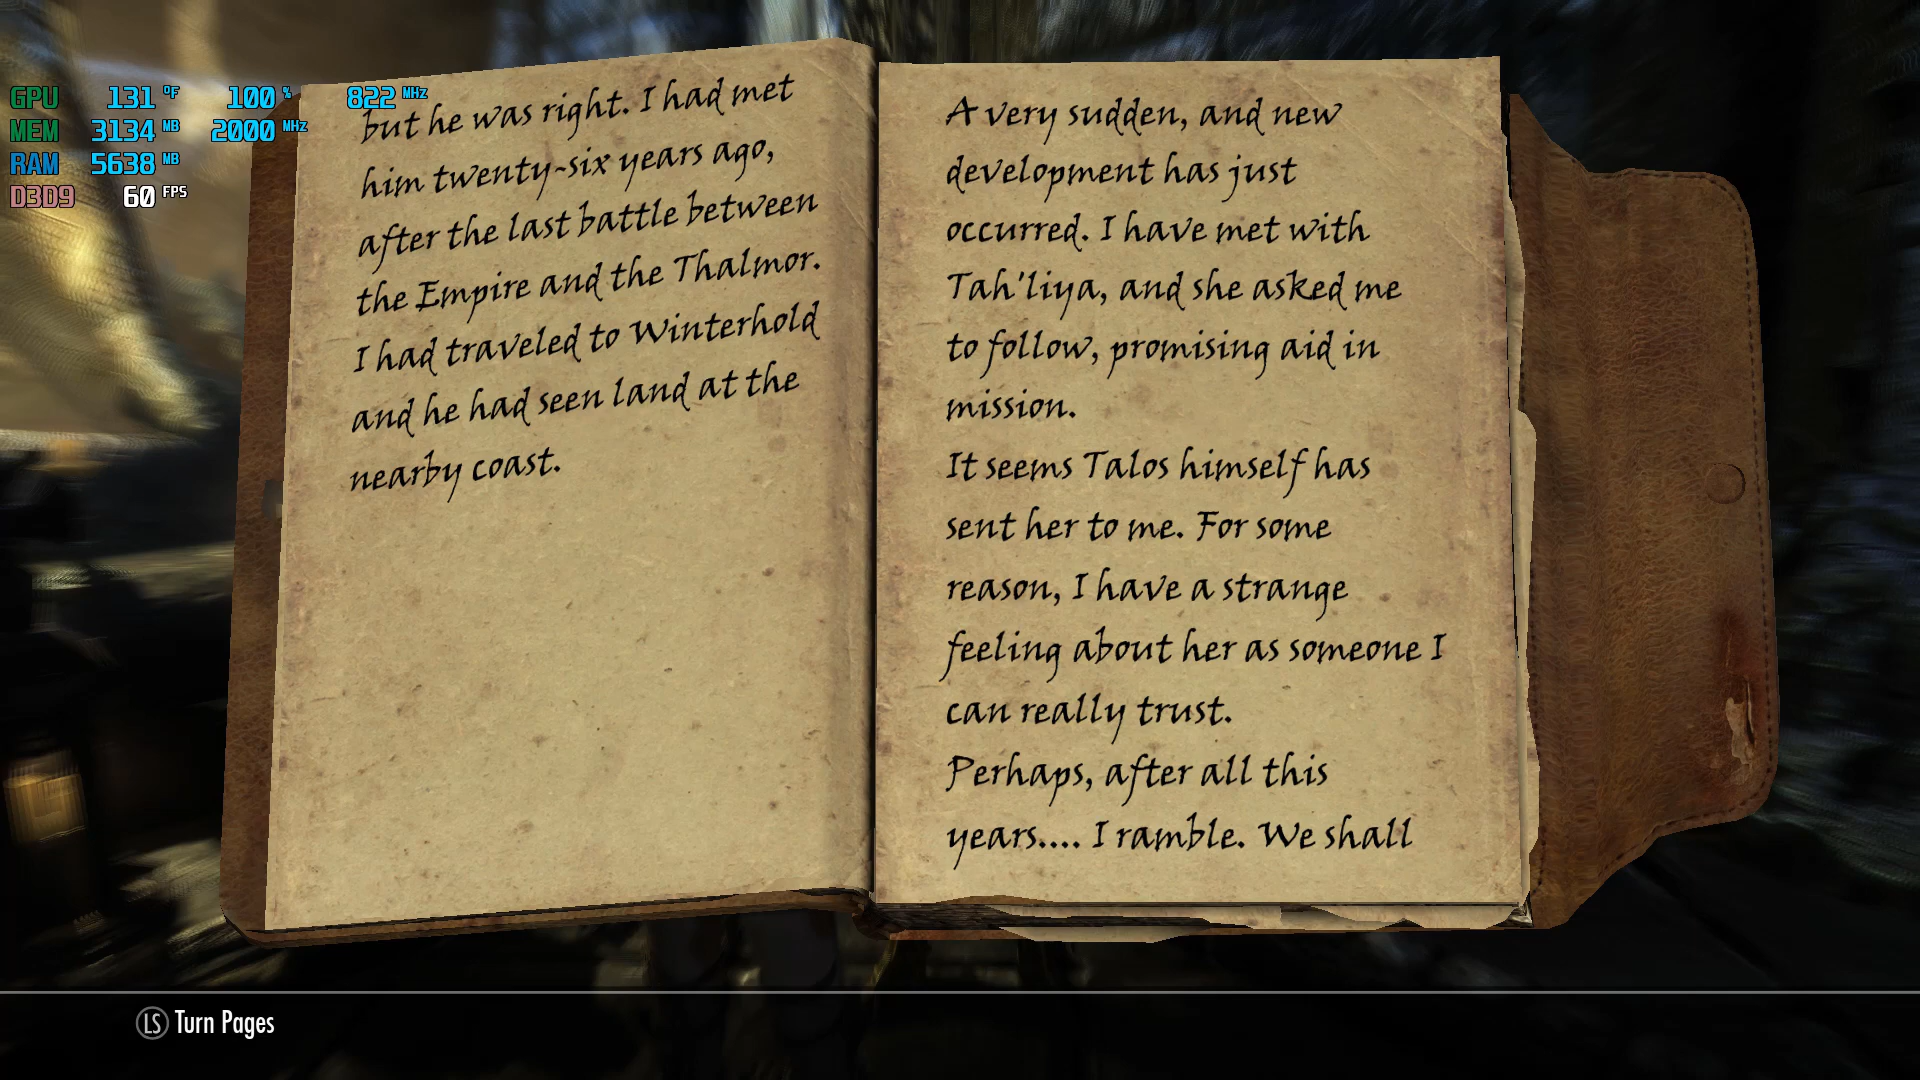 GPU 131 °F 100 % 822 MHz
MEM 3134 MB 2000 MHz
RAM 5638 MB
D3D9 60 FPS
but he was right. I had met
him twenty-six years ago,
after the last battle between
the Empire and the Thalmor.
I had traveled to Winterhold
and he had seen land at the
nearby coast.
A very sudden, and new
development has just
occurred. I have met with
Tah'liya, and she asked me
to follow, promising aid in
mission.
It seems Talos himself has
sent her to me. For some
reason, I have a strange
feeling about her as someone I
can really trust.
Perhaps, after all this
years.... I ramble. We shall
LS Turn Pages